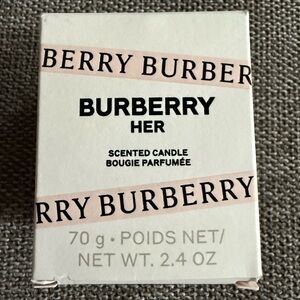 BERRY BURBER
BURBERRY
HER
SCENTED CANDLE
BOUGIE PARFUMÉE
RRY BURBERRY
70 g · POIDS NET/
NET WT. 2.4 OZ